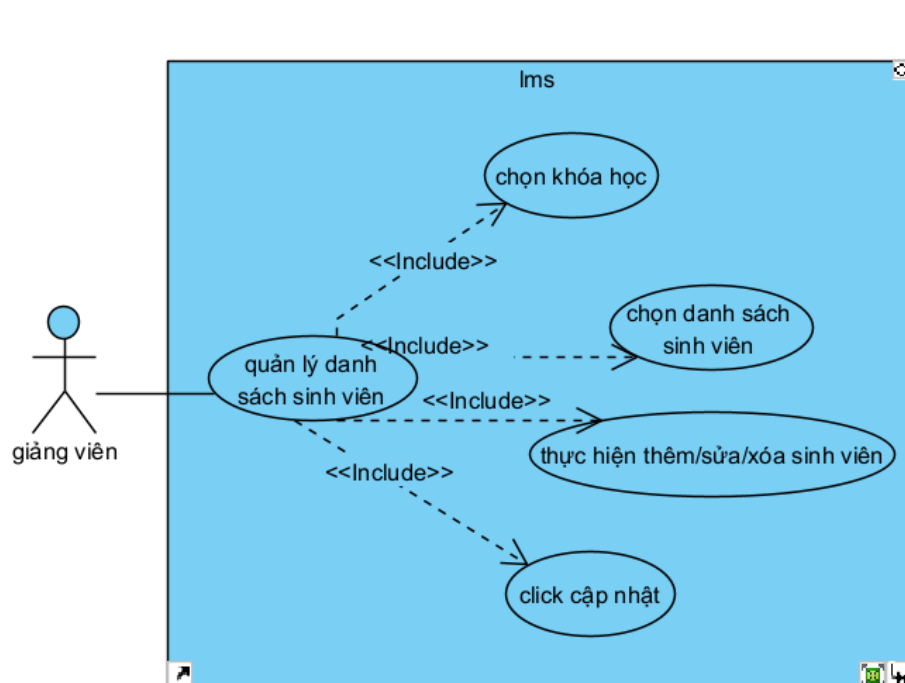 lms
chọn khóa học
<<Include>>
chọn danh sách
sinh viên
<<Include>>
quản lý danh
sách sinh viên
<<Include>>
giảng viên
thực hiện thêm/sửa/xóa sinh viên
<<Include>>
click cập nhật